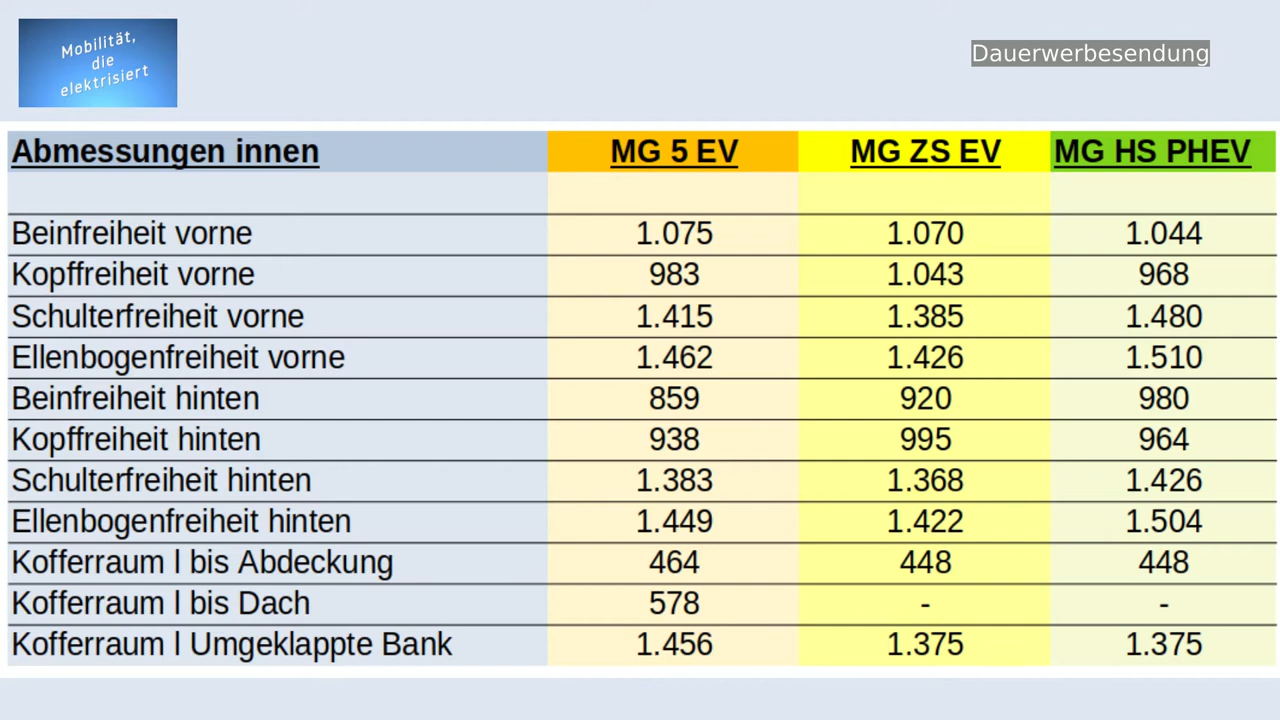 Mobilität,
die
elektrisiert
Dauerwerbesendung
Abmessungen innen MG 5 EV MG ZS EV MG HS PHEV
Beinfreiheit vorne 1.075 1.070 1.044
Kopffreiheit vorne 983 1.043 968
Schulterfreiheit vorne 1.415 1.385 1.480
Ellenbogenfreiheit vorne 1.462 1.426 1.510
Beinfreiheit hinten 859 920 980
Kopffreiheit hinten 938 995 964
Schulterfreiheit hinten 1.383 1.368 1.426
Ellenbogenfreiheit hinten 1.449 1.422 1.504
Kofferraum l bis Abdeckung 464 448 448
Kofferraum l bis Dach 578 - -
Kofferraum l Umgeklappte Bank 1.456 1.375 1.375